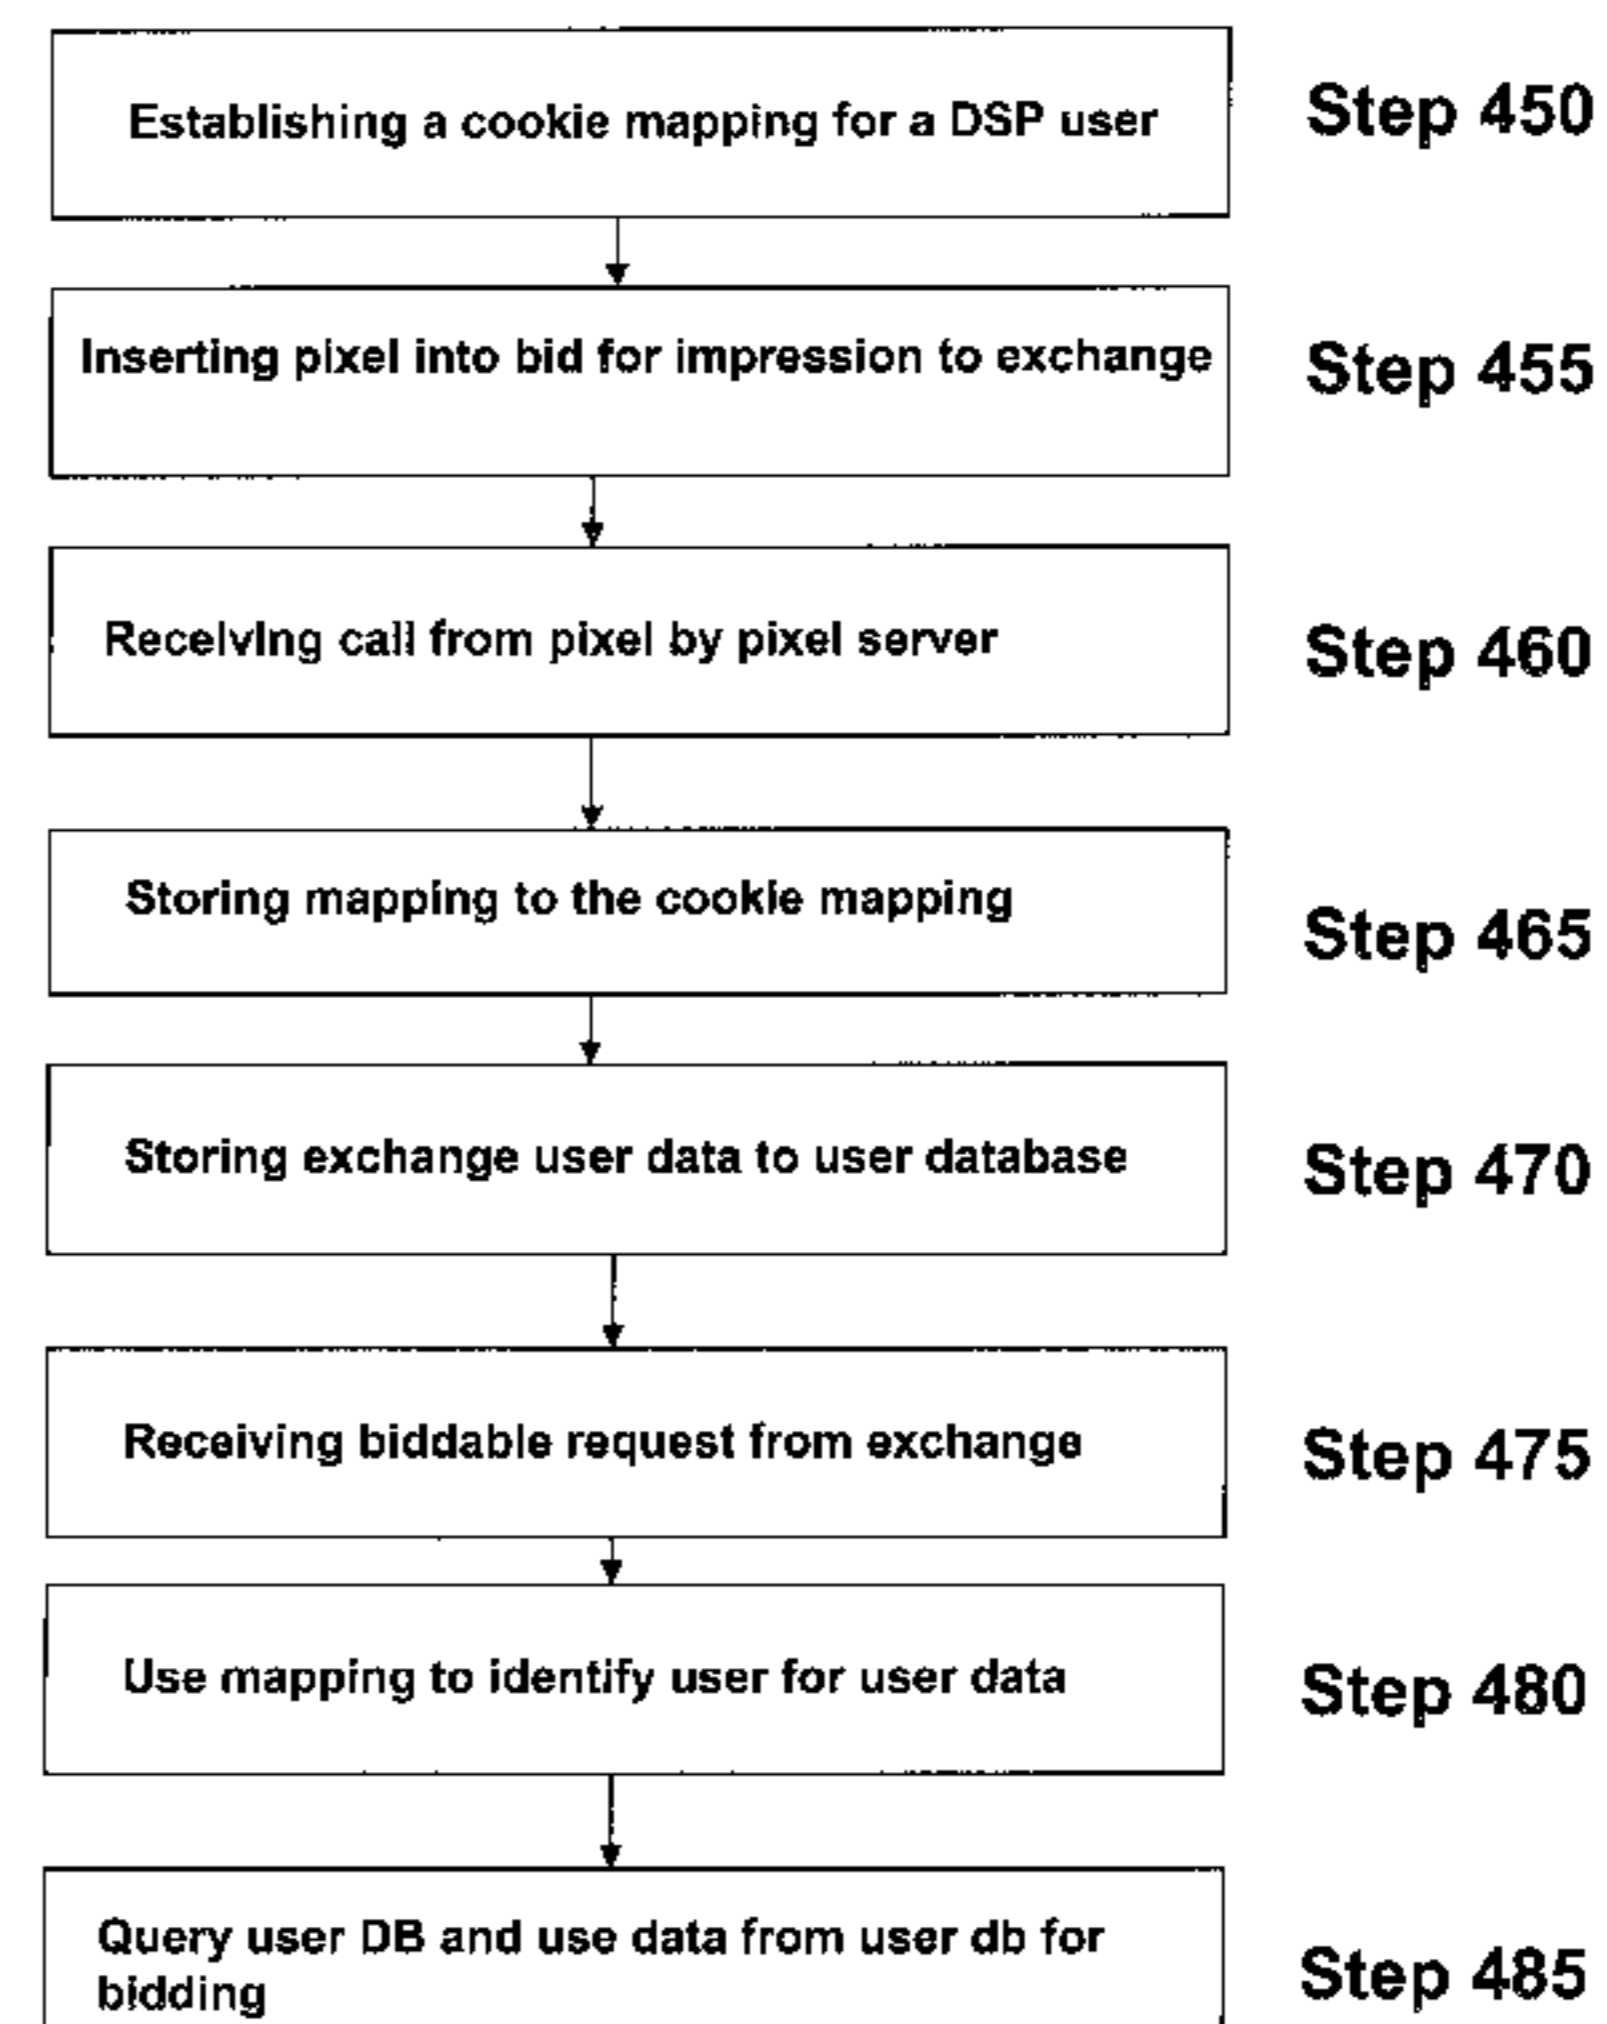 Establishing a cookie mapping for a DSP user
Step 450
Inserting pixel into bid for impression to exchange
Step 455
Receiving call from pixel by pixel server
Step 460
Storing mapping to the cookie mapping
Step 465
Storing exchange user data to user database
Step 470
Receiving biddable request from exchange
Step 475
Use mapping to identify user for user data
Step 480
Query user DB and use data from user db for
bidding
Step 485